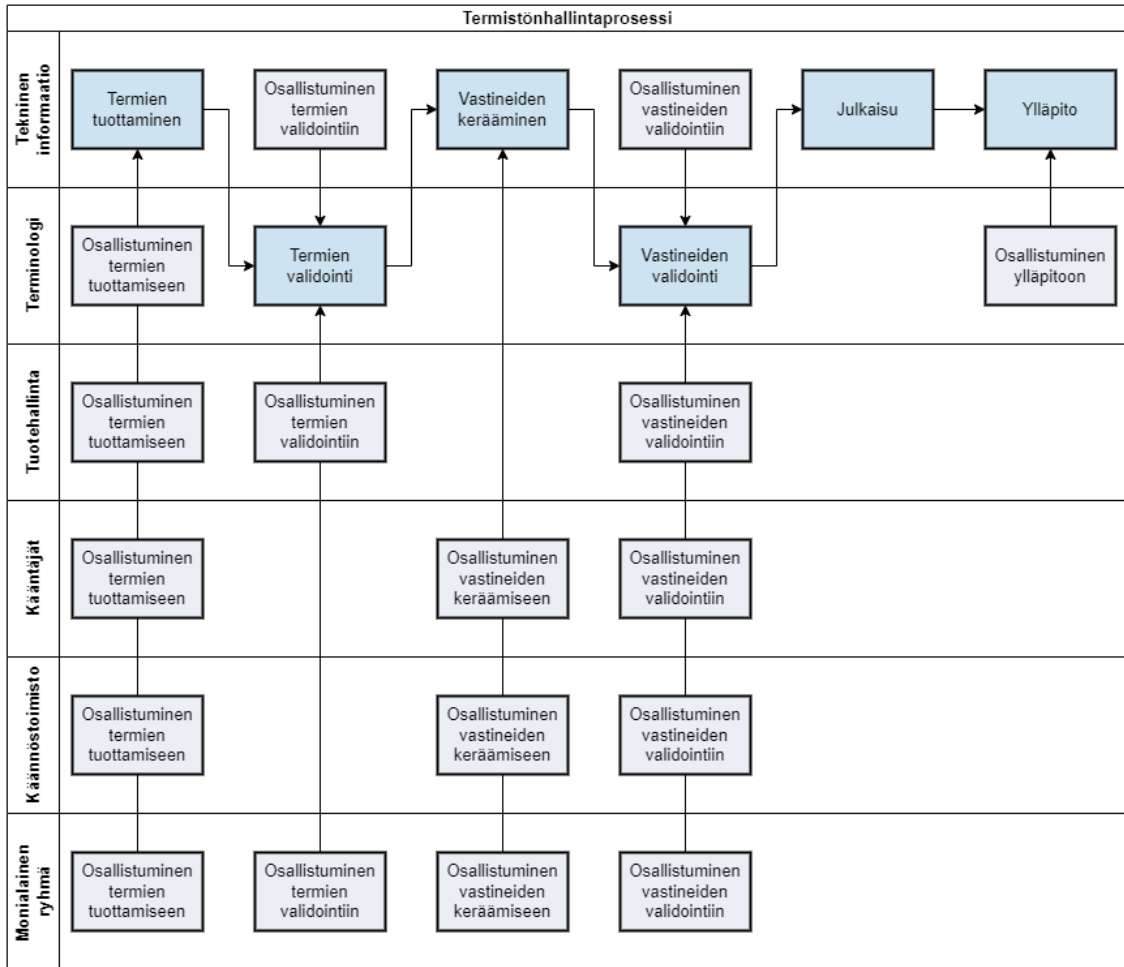 Termistönhallintaprosessi
Tekninen
informaatio
Termien
tuottaminen
Osallistuminen
termien
validointiin
Vastineiden
kerääminen
Osallistuminen
vastineiden
validointiin
Julkaisu
Ylläpito
Terminologi
Osallistuminen
termien
tuottamiseen
Termien
validointi
Vastineiden
validointi
Osallistuminen
ylläpitoon
Tuotehallinta
Osallistuminen
termien
tuottamiseen
Osallistuminen
termien
validointiin
Osallistuminen
vastineiden
validointiin
Kääntäjät
Osallistuminen
termien
tuottamiseen
Osallistuminen
vastineiden
keräämiseen
Osallistuminen
vastineiden
validointiin
Käännöstoimisto
Osallistuminen
termien
tuottamiseen
Osallistuminen
vastineiden
keräämiseen
Osallistuminen
vastineiden
validointiin
Monialainen
ryhmä
Osallistuminen
termien
tuottamiseen
Osallistuminen
termien
validointiin
Osallistuminen
vastineiden
keräämiseen
Osallistuminen
vastineiden
validointiin